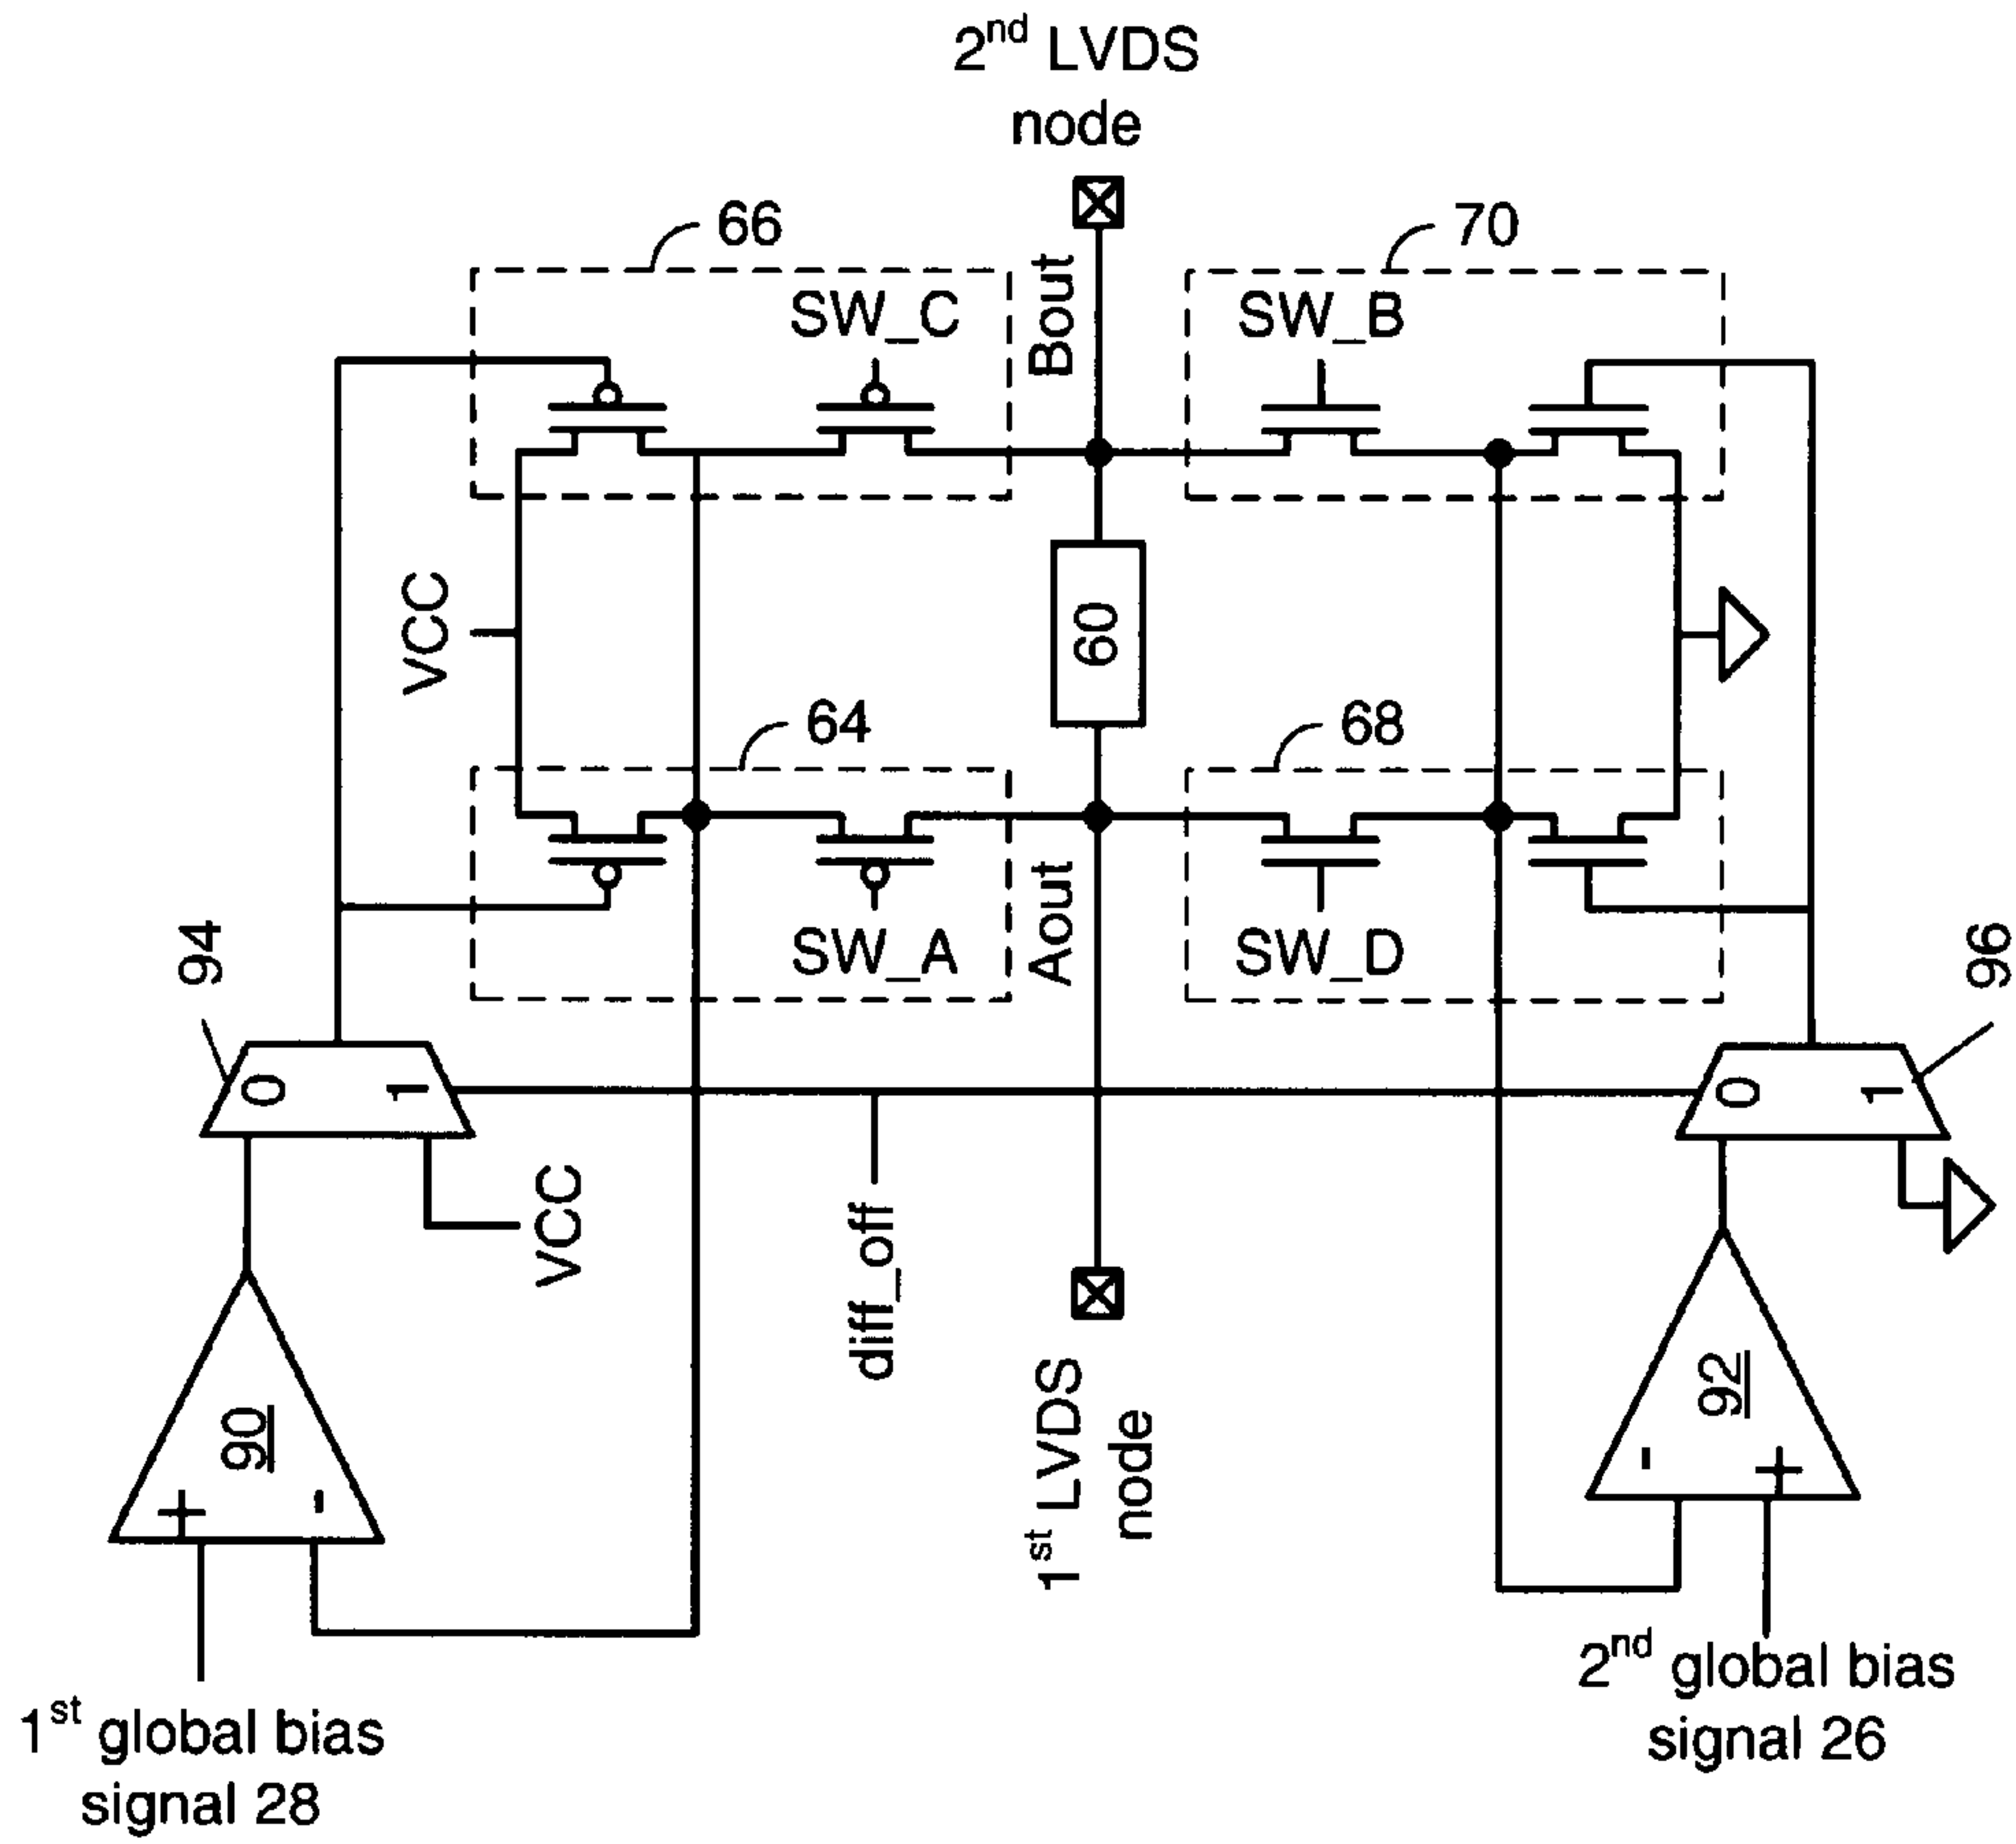 2nd LVDS
node
66
70
SW_C
Bout
SW_B
VCC
60
64
68
94
SW_A
Aout
SW_D
96
0
1
0
1
VCC
diff_off
90
+
-
1st LVDS
node
92
-
+
1st global bias
signal 28
2nd global bias
signal 26